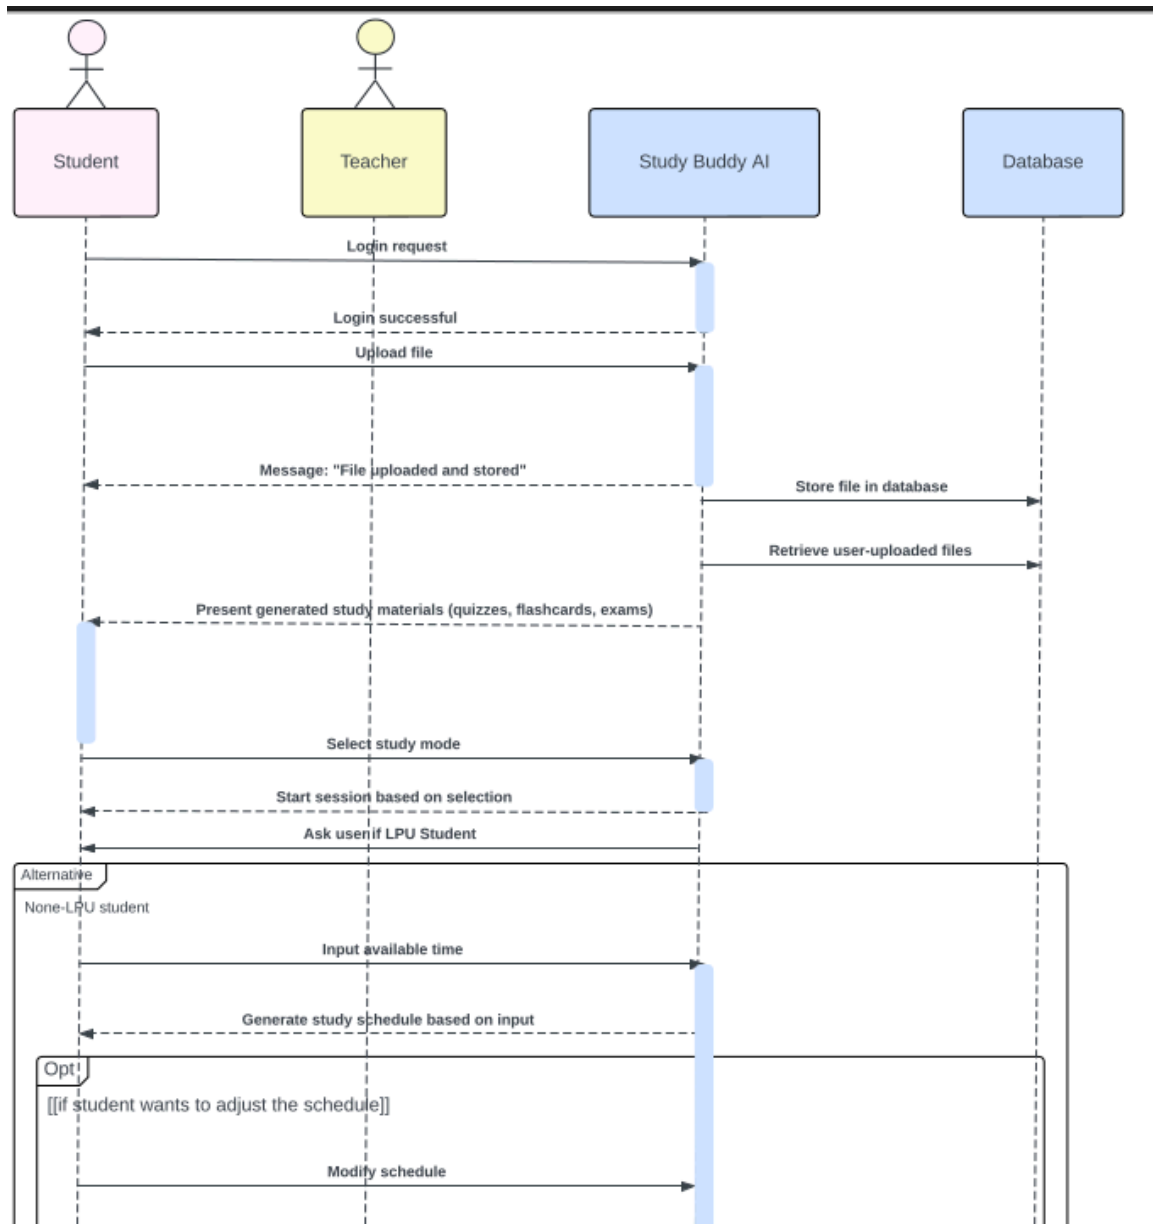 Student
Teacher
Study Buddy AI
Database
Login request
Login successful
Upload file
Message: "File uploaded and stored"
Store file in database
Retrieve user-uploaded files
Present generated study materials (quizzes, flashcards, exams)
Select study mode
Start session based on selection
Ask user if LPU Student
Alternative
None-LPU student
Input available time
Generate study schedule based on input
Opt
[[if student wants to adjust the schedule]]
Modify schedule